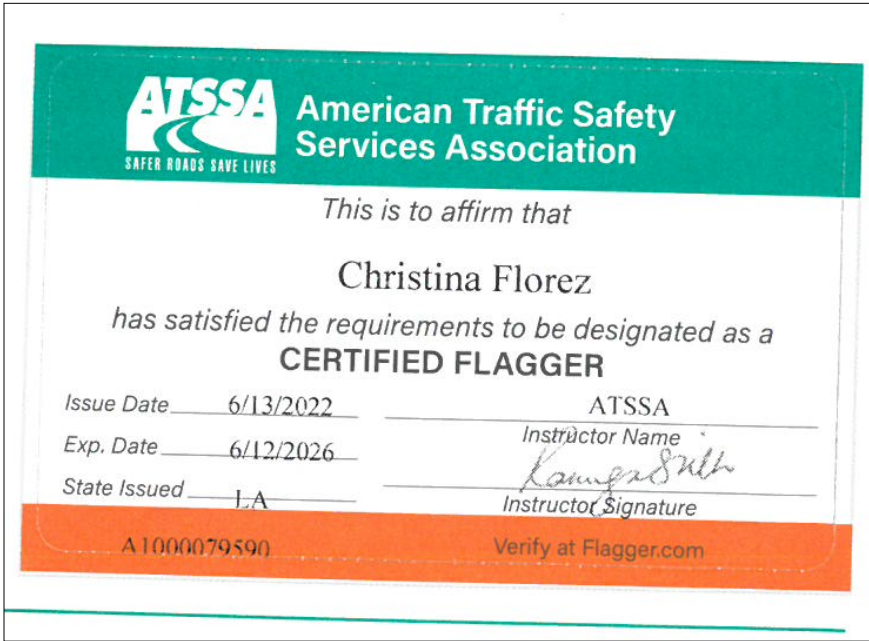 ATSSA
SAFER ROADS SAVE LIVES
American Traffic Safety
Services Association
This is to affirm that
Christina Florez
has satisfied the requirements to be designated as a
CERTIFIED FLAGGER
Issue Date 6/13/2022
ATSSA
Instructor Name
Exp. Date 6/12/2026
State Issued LA
Instructor Signature
A1000079590
Verify at Flagger.com